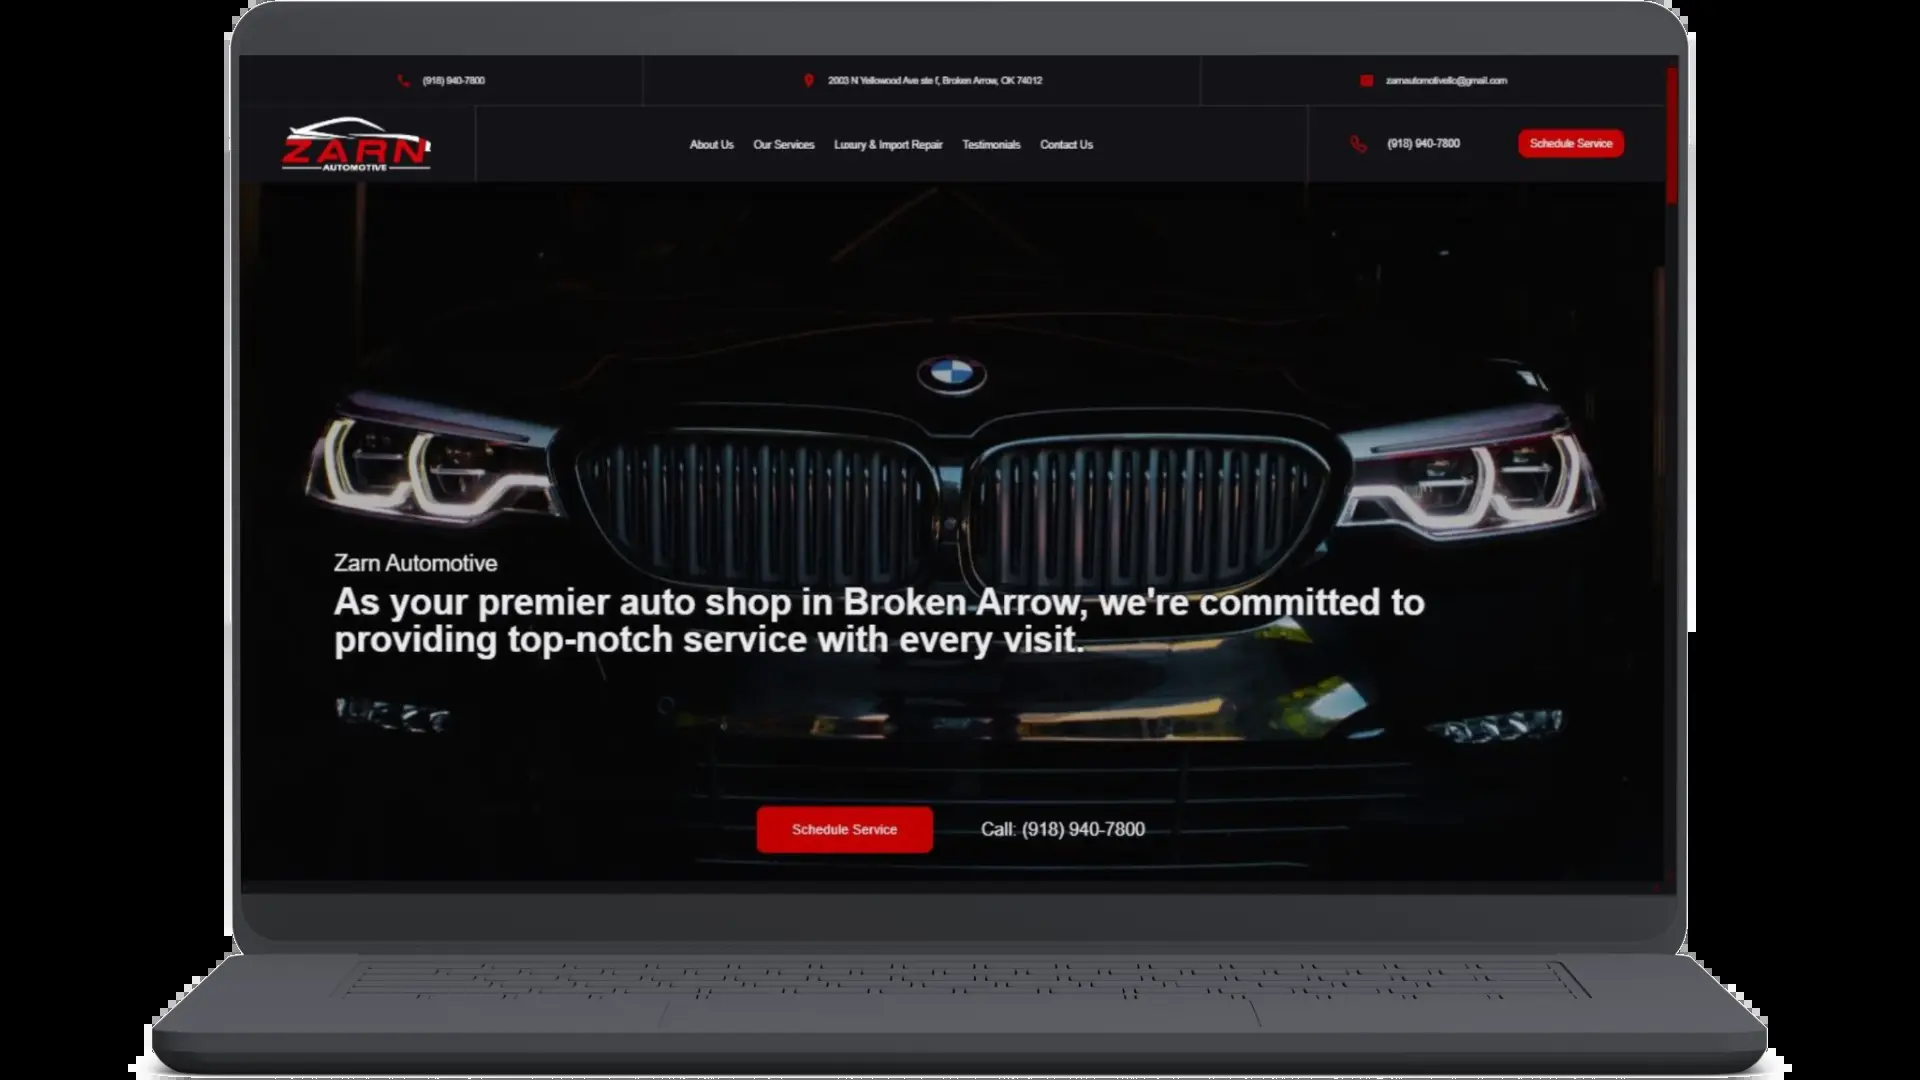 (918) 940-7800
2003 N Yellowood Ave ste f, Broken Arrow, OK 74012
zarnautomotivellc@gmail.com
ZARN
AUTOMOTIVE
About Us
Our Services
Luxury & Import Repair
Testimonials
Contact Us
(918) 940-7800
Schedule Service
Zarn Automotive
As your premier auto shop in Broken Arrow, we're committed to
providing top-notch service with every visit.
Schedule Service
Call: (918) 940-7800